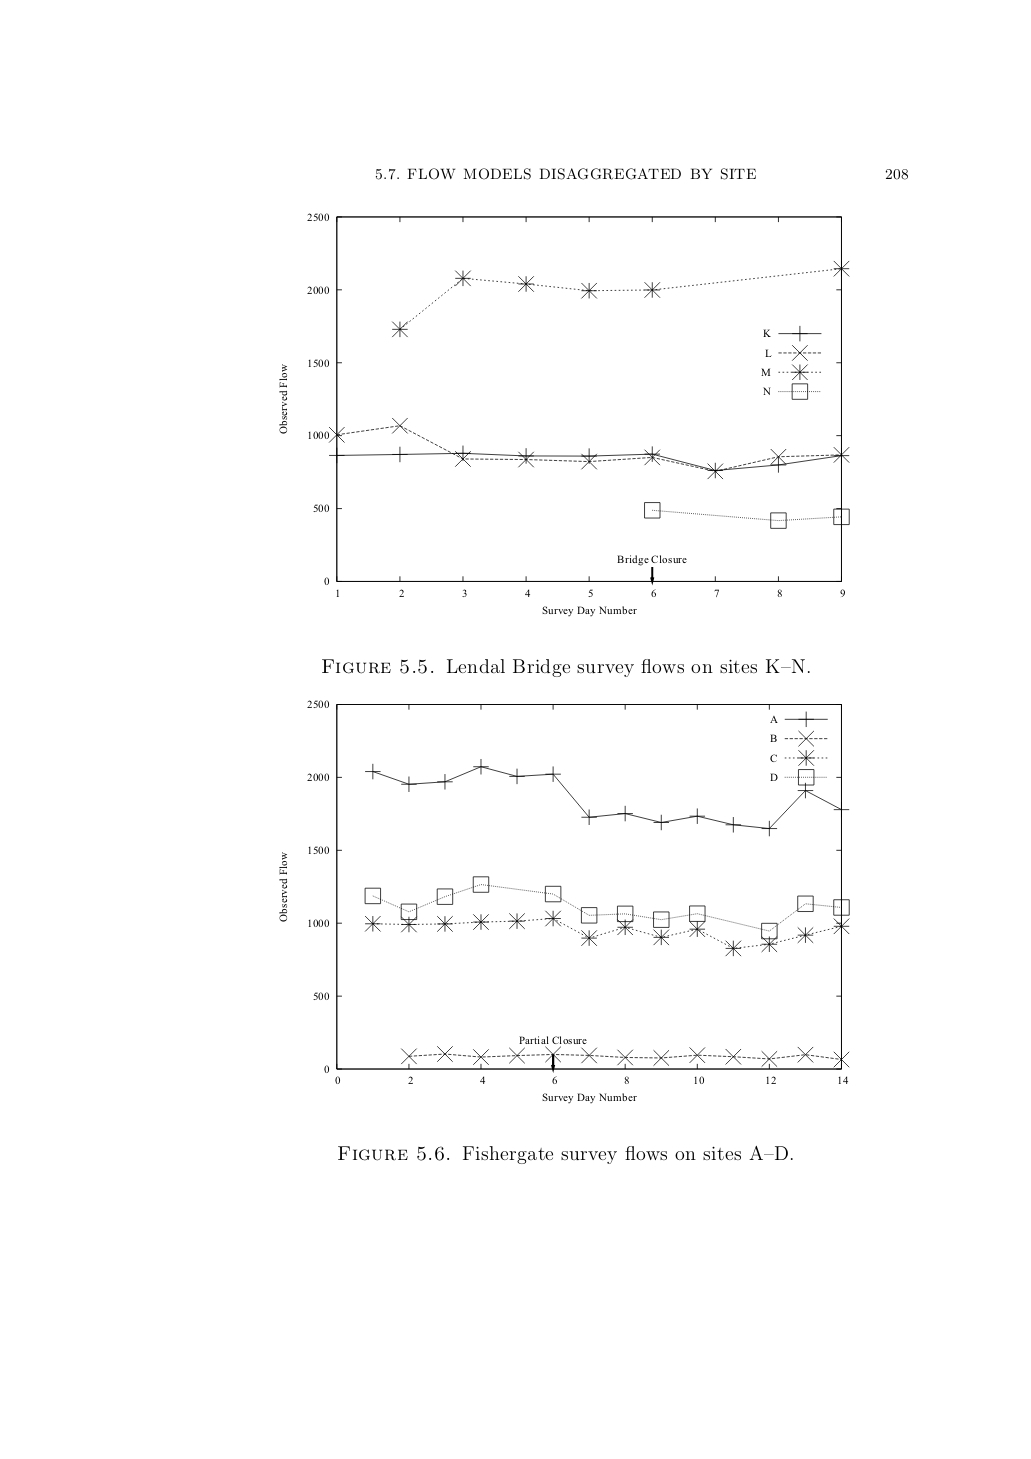 5.7. FLOW MODELS DISAGGREGATED BY SITE 208
2500
2000
1500
1000
500
0
Observed Flow
K
L
M
N
Bridge Closure
1 2 3 4 5 6 7 8 9
Survey Day Number
FIGURE 5.5. Lendal Bridge survey flows on sites K–N.
2500
2000
1500
1000
500
0
Observed Flow
A
B
C
D
Partial Closure
0 2 4 6 8 10 12 14
Survey Day Number
FIGURE 5.6. Fishergate survey flows on sites A–D.